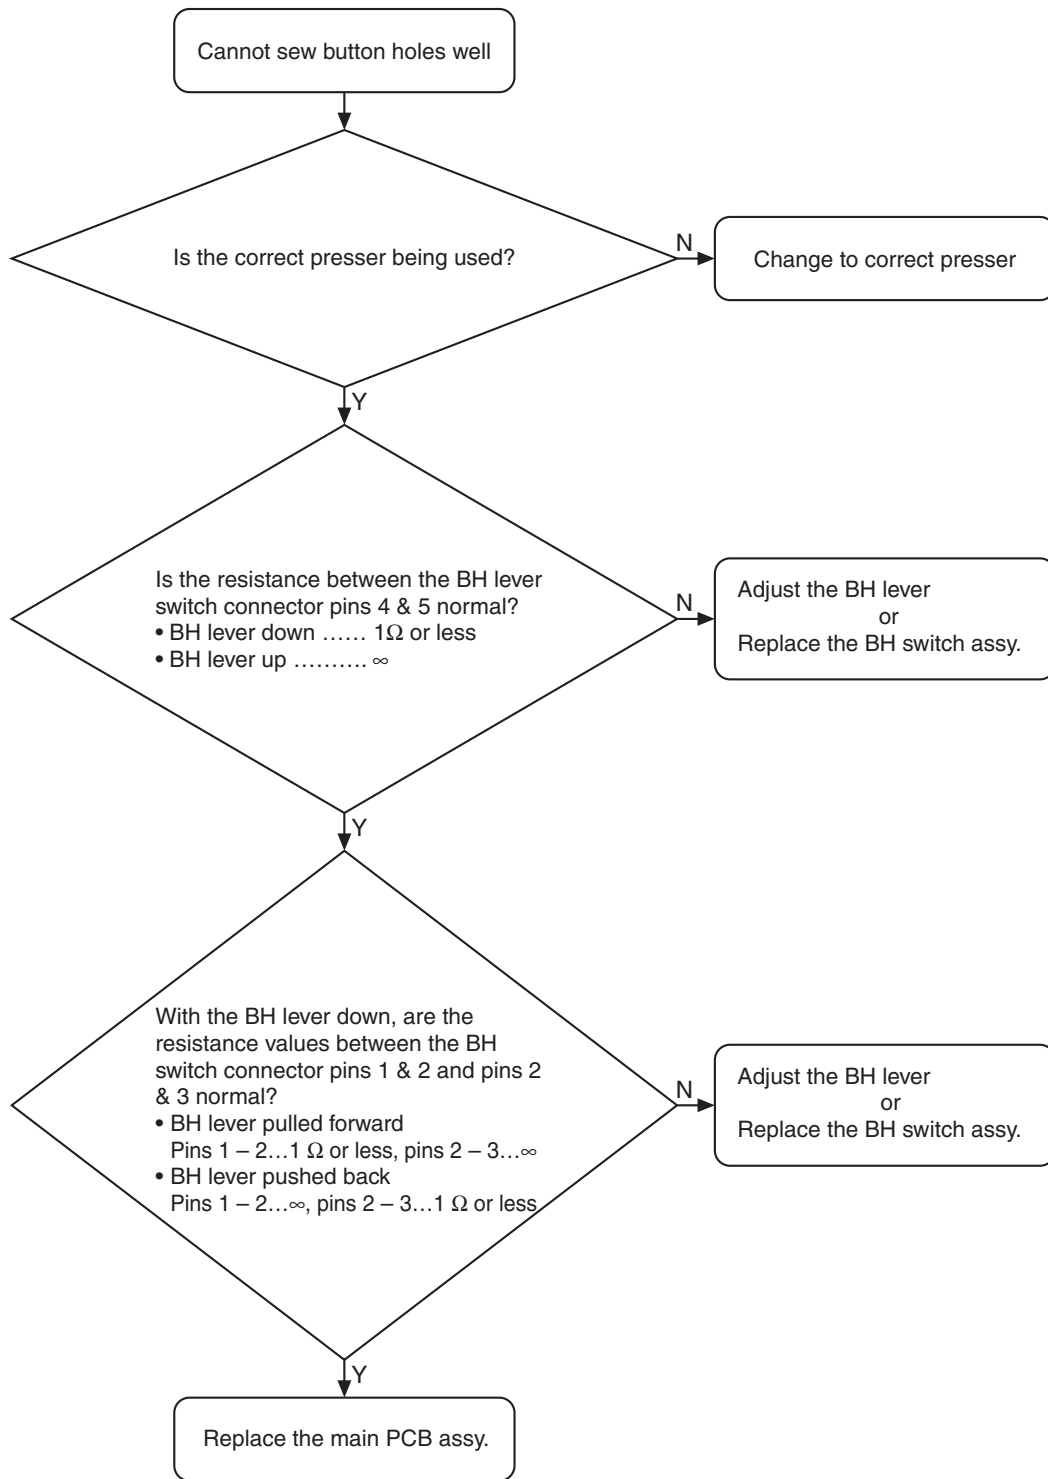 Cannot sew button holes well
Is the correct presser being used?
N
Change to correct presser
Y
Is the resistance between the BH lever
switch connector pins 4 & 5 normal?
• BH lever down …… 1Ω or less
• BH lever up ………. ∞
N
Adjust the BH lever
or
Replace the BH switch assy.
Y
With the BH lever down, are the
resistance values between the BH
switch connector pins 1 & 2 and pins 2
& 3 normal?
• BH lever pulled forward
Pins 1 – 2…1 Ω or less, pins 2 – 3…∞
• BH lever pushed back
Pins 1 – 2…∞, pins 2 – 3…1 Ω or less
N
Adjust the BH lever
or
Replace the BH switch assy.
Y
Replace the main PCB assy.